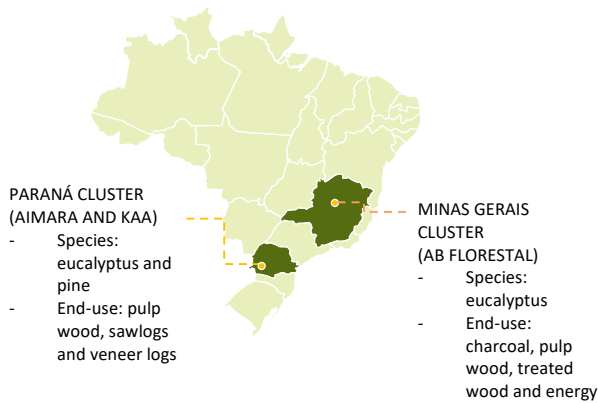 PARANÁ CLUSTER
(AIMARA AND KAA)
- Species:
eucalyptus and
pine
- End-use: pulp
wood, sawlogs
and veneer logs
MINAS GERAIS
CLUSTER
(AB FLORESTAL)
- Species:
eucalyptus
- End-use:
charcoal, pulp
wood, treated
wood and energy